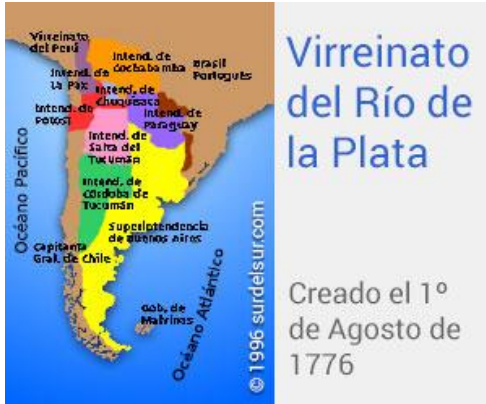 Virreinato
del Perú
Intend. de
Cochabamba
Brasil
Portugués
Intend. de
La Paz
Intend. de
Chuquisaca
Intend. de
Potosí
Intend. de
Paraguay
Intend. de
Salta del
Tucumán
Intend. de
Córdoba de
Tucumán
Superintendencia
de Buenos Aires
Capitanía
Gral. de Chile
Gob. de
Malvinas
Océano Pacífico
Océano Atlántico
© 1996 surdelsur.com
Virreinato
del Río de
la Plata
Creado el 1º
de Agosto de
1776